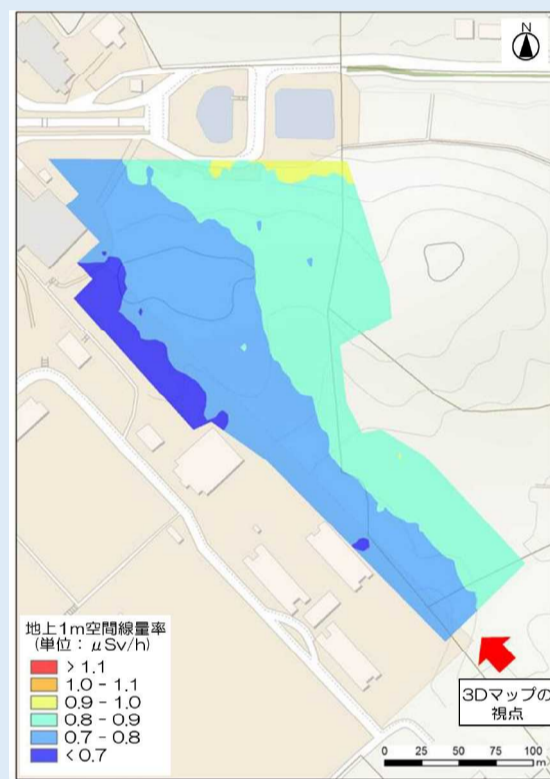 N
地上1m空間線量率
(単位：μSv/h)
> 1.1
1.0 - 1.1
0.9 - 1.0
0.8 - 0.9
0.7 - 0.8
< 0.7
3Dマップの
視点
0 25 50 75 100
m